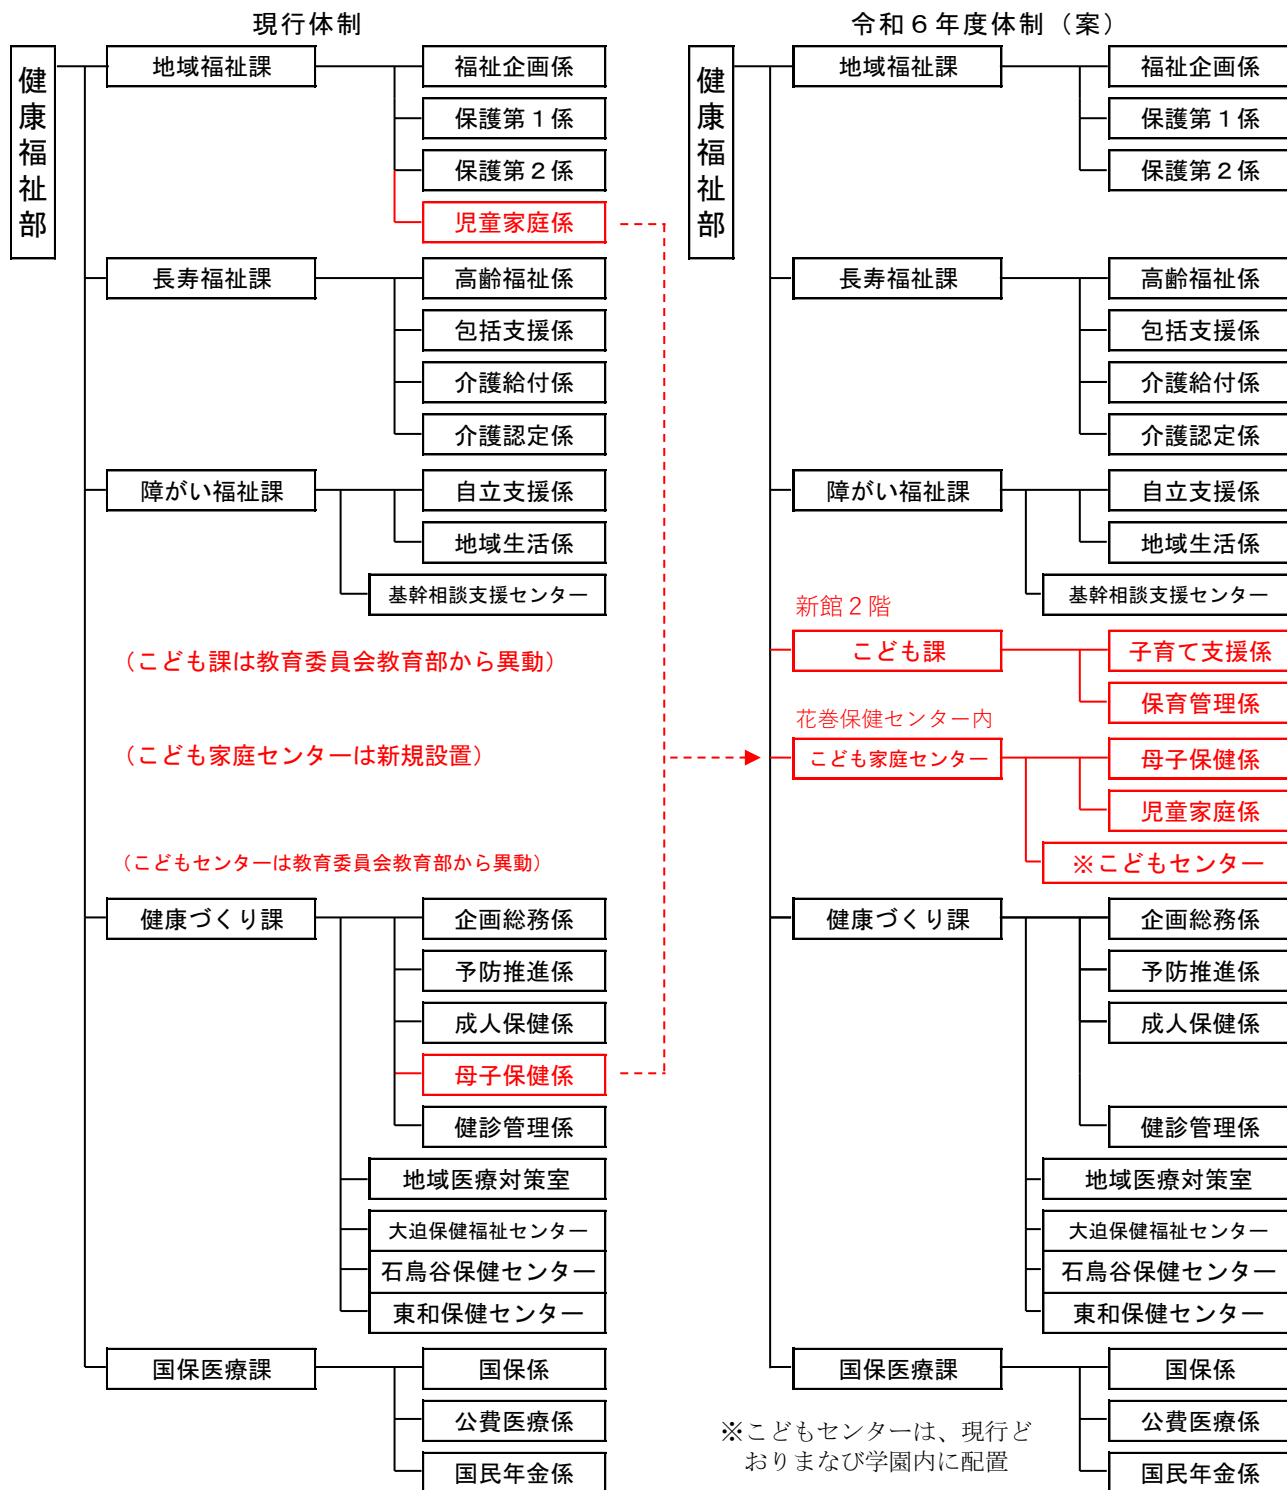 現行体制
健康福祉部
地域福祉課
福祉企画係
保護第１係
保護第２係
児童家庭係
長寿福祉課
高齢福祉係
包括支援係
介護給付係
介護認定係
障がい福祉課
自立支援係
地域生活係
基幹相談支援センター
（こども課は教育委員会教育部から異動）
（こども家庭センターは新規設置）
（こどもセンターは教育委員会教育部から異動）
健康づくり課
企画総務係
予防推進係
成人保健係
母子保健係
健診管理係
地域医療対策室
大迫保健福祉センター
石鳥谷保健センター
東和保健センター
国保医療課
国保係
公費医療係
国民年金係
令和６年度体制（案）
健康福祉部
地域福祉課
福祉企画係
保護第１係
保護第２係
長寿福祉課
高齢福祉係
包括支援係
介護給付係
介護認定係
障がい福祉課
自立支援係
地域生活係
基幹相談支援センター
新館２階
こども課
子育て支援係
保育管理係
花巻保健センター内
こども家庭センター
母子保健係
児童家庭係
※こどもセンター
健康づくり課
企画総務係
予防推進係
成人保健係
健診管理係
地域医療対策室
大迫保健福祉センター
石鳥谷保健センター
東和保健センター
国保医療課
国保係
公費医療係
国民年金係
※こどもセンターは、現行ど
おりまなび学園内に配置